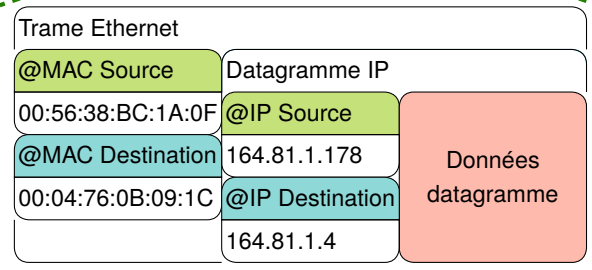 Trame Ethernet
@MAC Source
Datagramme IP
00:56:38:BC:1A:0F
@IP Source
@MAC Destination
164.81.1.178
Données
datagramme
00:04:76:0B:09:1C
@IP Destination
164.81.1.4